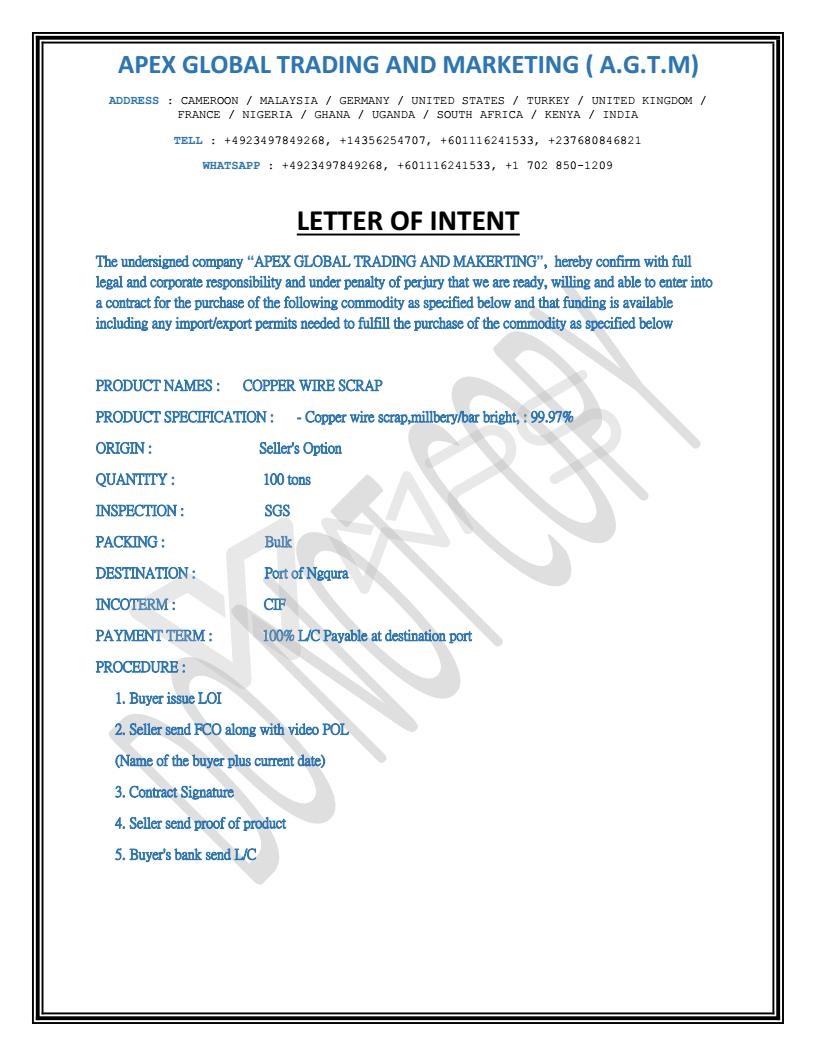 APEX GLOBAL TRADING AND MARKETING ( A.G.T.M)
ADDRESS : CAMEROON / MALAYSIA / GERMANY / UNITED STATES / TURKEY / UNITED KINGDOM /
FRANCE / NIGERIA / GHANA / UGANDA / SOUTH AFRICA / KENYA / INDIA
TELL : +4923497849268, +14356254707, +601116241533, +237680846821
WHATSAPP : +4923497849268, +601116241533, +1 702 850-1209
LETTER OF INTENT
The undersigned company “APEX GLOBAL TRADING AND MAKERTING”, hereby confirm with full
legal and corporate responsibility and under penalty of perjury that we are ready, willing and able to enter into
a contract for the purchase of the following commodity as specified below and that funding is available
including any import/export permits needed to fulfill the purchase of the commodity as specified below
PRODUCT NAMES : COPPER WIRE SCRAP
PRODUCT SPECIFICATION : - Copper wire scrap,millbery/bar bright, : 99.97%
ORIGIN : Seller's Option
QUANTITY : 100 tons
INSPECTION : SGS
PACKING : Bulk
DESTINATION : Port of Ngqura
INCOTERM : CIF
PAYMENT TERM : 100% L/C Payable at destination port
PROCEDURE :
1. Buyer issue LOI
2. Seller send FCO along with video POL
(Name of the buyer plus current date)
3. Contract Signature
4. Seller send proof of product
5. Buyer's bank send L/C
DO NOT COPY